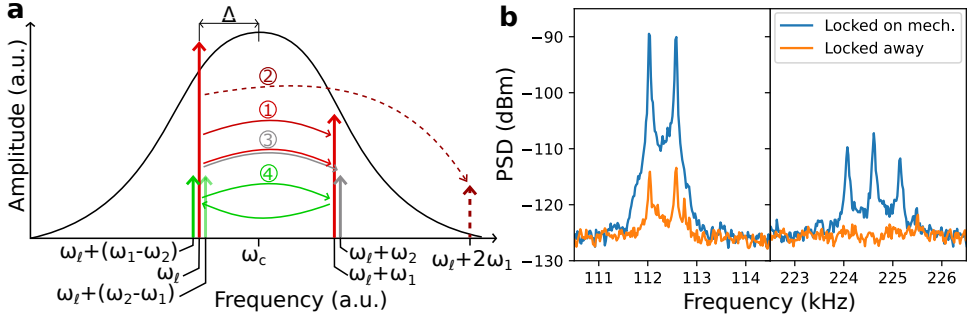 a
Amplitude (a.u.)
Δ
②
①
③
④
ωℓ+(ω₁-ω₂)
ωℓ
ωℓ+(ω₂-ω₁)
ωc
ωℓ+ω₂
ωℓ+ω₁
ωℓ+2ω₁
Frequency (a.u.)
b
PSD (dBm)
−90
−100
−110
−120
−130
Locked on mech.
Locked away
111 112 113 114 223 224 225 226
Frequency (kHz)